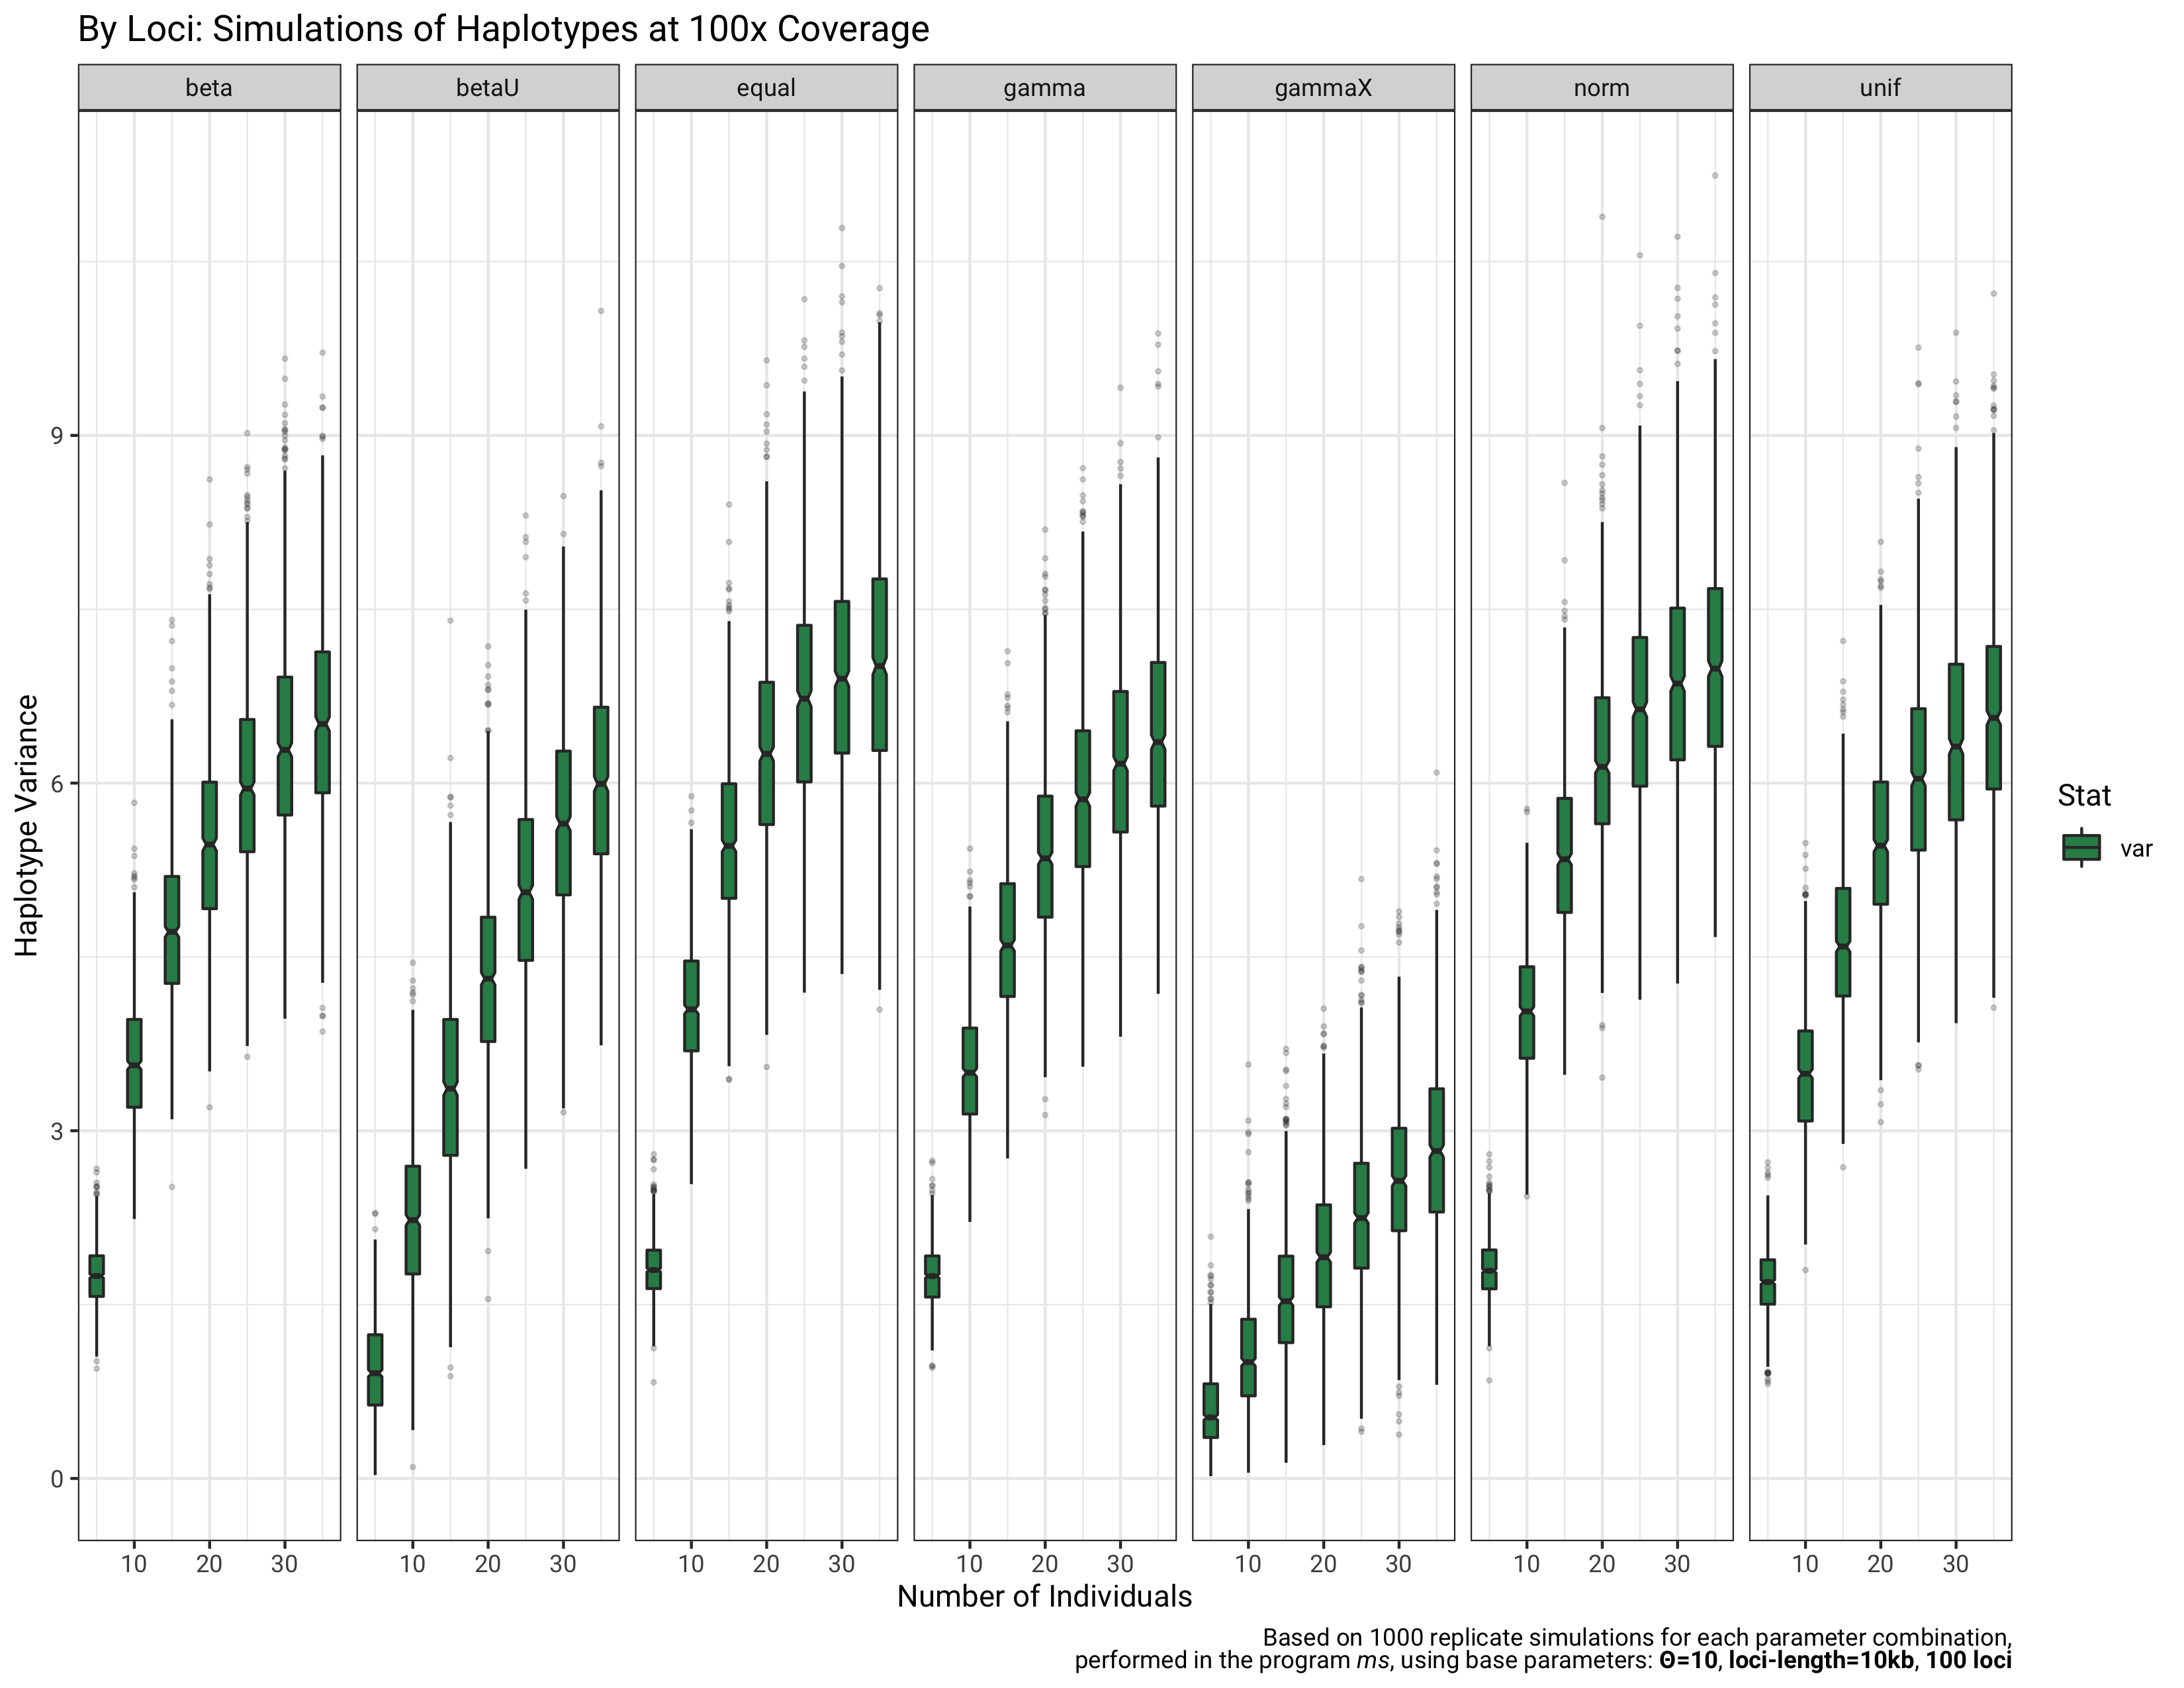 By Loci: Simulations of Haplotypes at 100x Coverage
beta betaU equal gamma gammaX norm unif
9
6
3
0
Haplotype Variance
10 20 30 10 20 30 10 20 30 10 20 30 10 20 30 10 20 30 10 20 30
Number of Individuals
Stat
var
Based on 1000 replicate simulations for each parameter combination,
performed in the program ms, using base parameters: Θ=10, loci-length=10kb, 100 loci